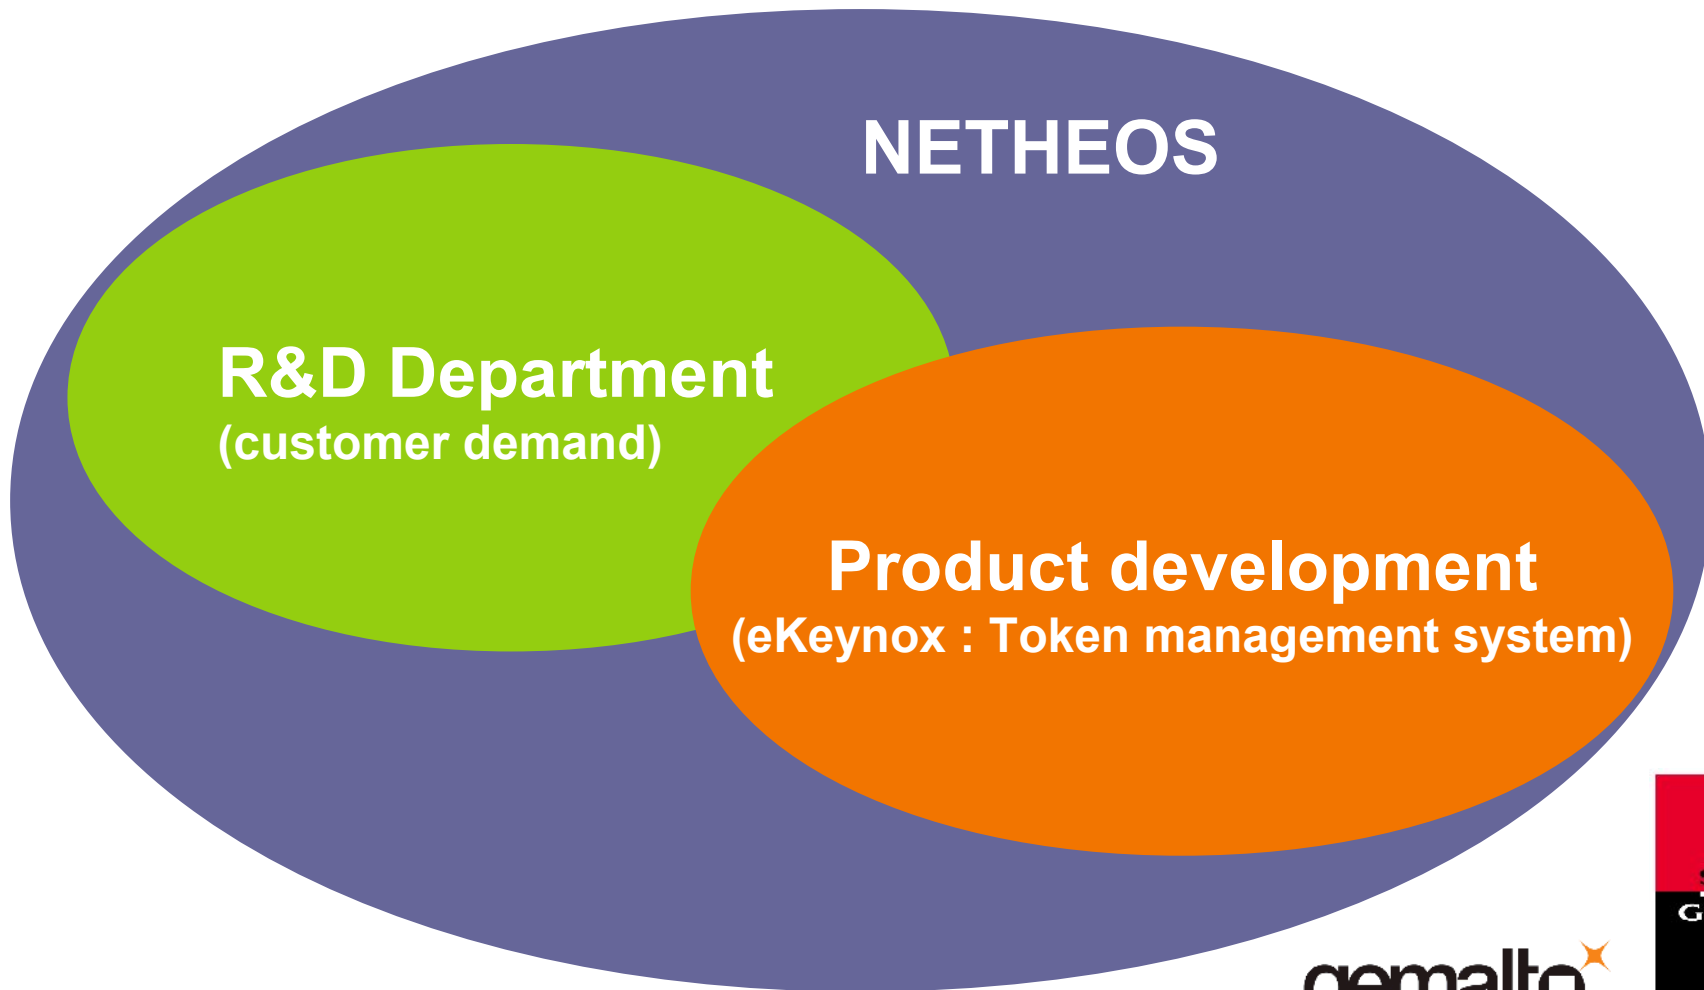 NETHEOS
R&D Department
(customer demand)
Product development
(eKeynox : Token management system)
gemalto